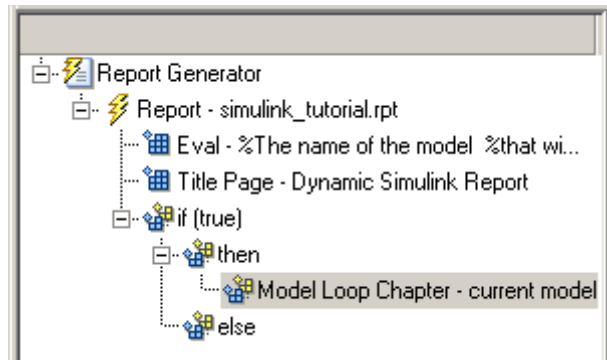 Report Generator
Report - simulink_tutorial.rpt
Eval - %The name of the model  %that wi...
Title Page - Dynamic Simulink Report
if (true)
then
Model Loop Chapter - current model
else